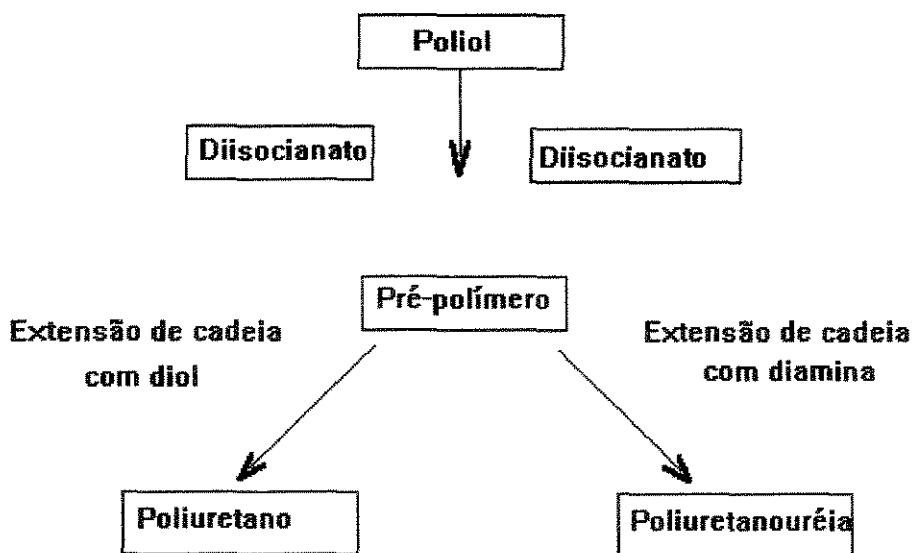 Poliol
Diisocianato
Diisocianato
Pré-polímero
Extensão de cadeia
com diol
Extensão de cadeia
com diamina
Poliuretano
Poliuretanouréia